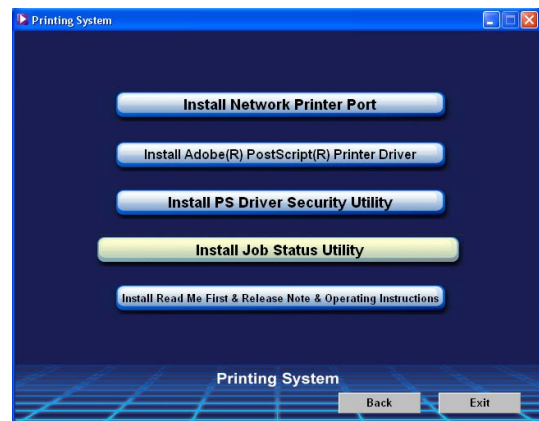 Printing System
Install Network Printer Port
Install Adobe(R) PostScript(R) Printer Driver
Install PS Driver Security Utility
Install Job Status Utility
Install Read Me First & Release Note & Operating Instructions
Printing System
Back Exit